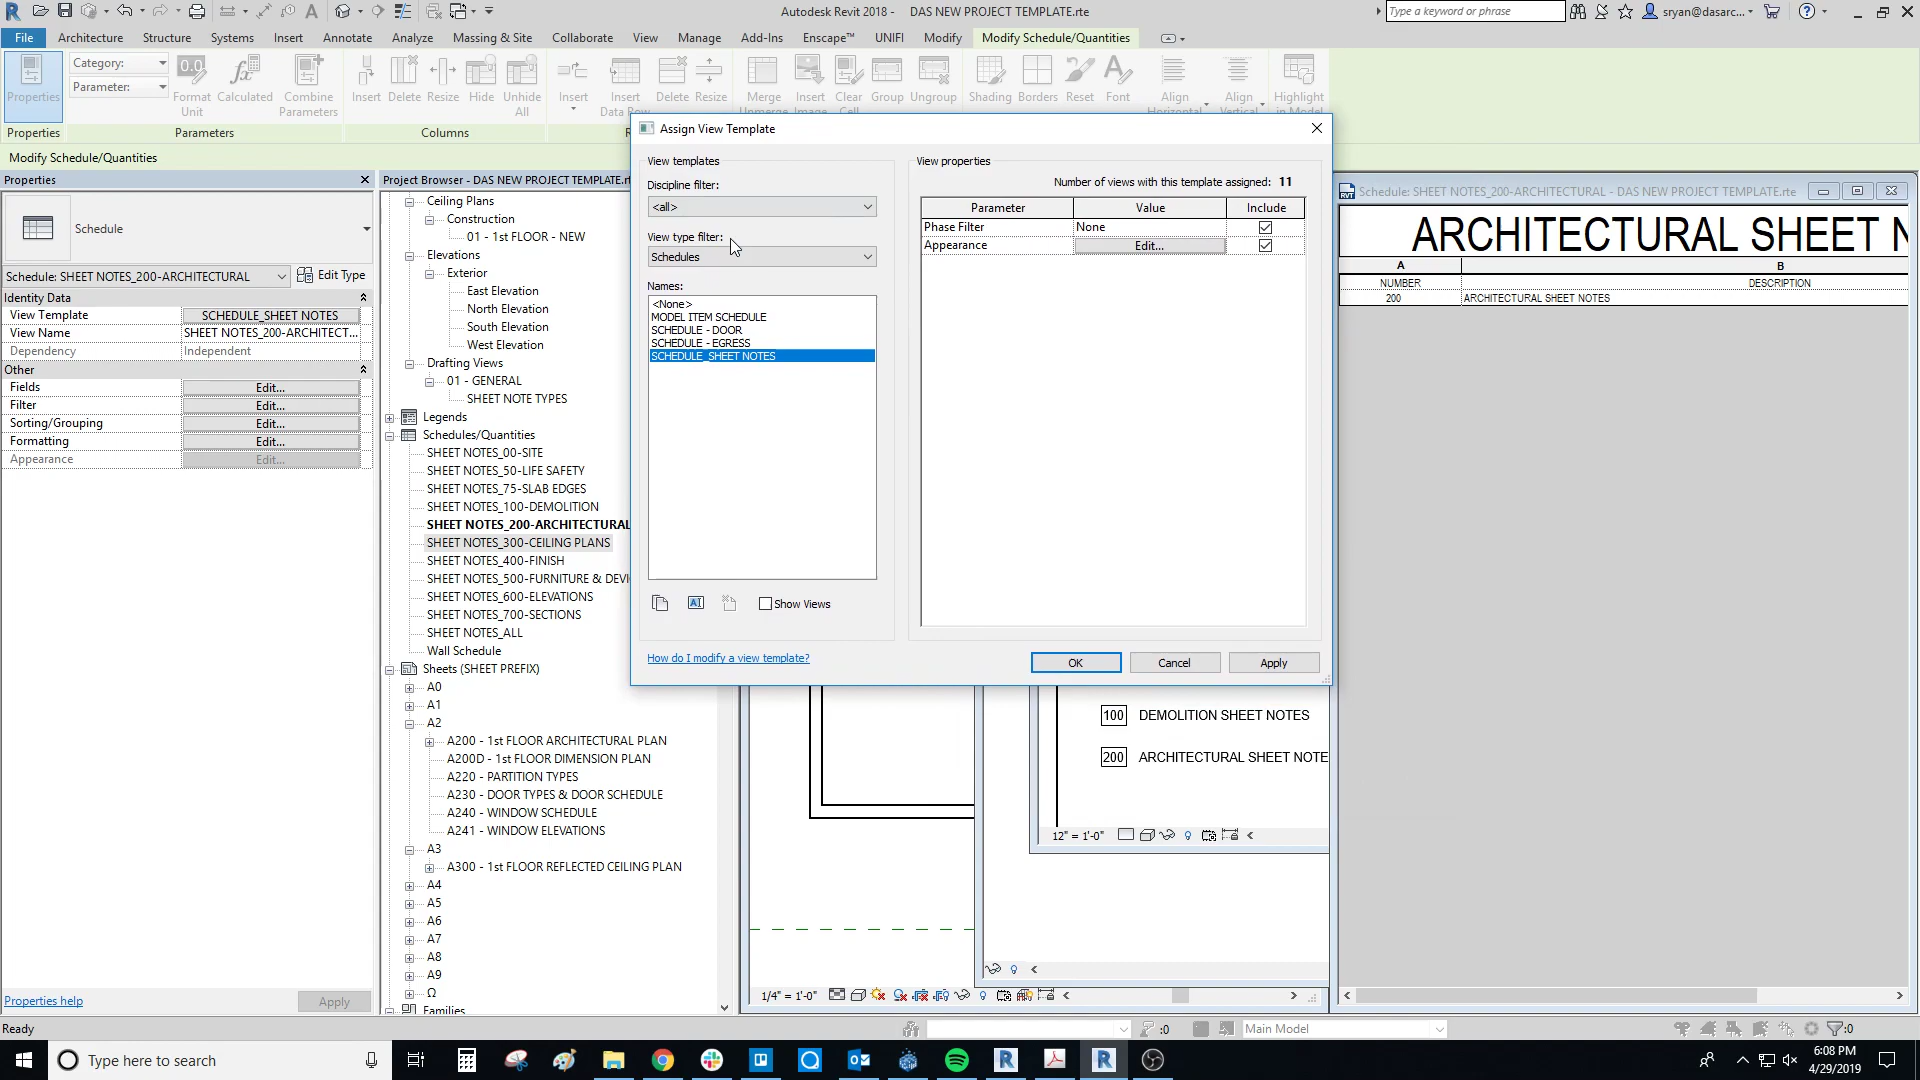 Autodesk Revit 2018 -    DAS NEW PROJECT TEMPLATE.rte
Type a keyword or phrase
sryan@dasarc...
File
Architecture
Structure
Systems
Insert
Annotate
Analyze
Massing & Site
Collaborate
View
Manage
Add-Ins
Enscape™
UNIFI
Modify
Modify Schedule/Quantities
Properties
Category:
Parameter:
Format
Unit
Calculated
Combine
Parameters
Insert
Delete
Resize
Hide
Unhide
All
Insert
Insert
Data Row
Delete
Resize
Merge
Unmerge
Insert
Image
Clear
Cell
Group
Ungroup
Shading
Borders
Reset
Font
Align
Horizontal
Align
Vertical
Highlight
in Model
Properties
Parameters
Columns
Modify Schedule/Quantities
Properties
Schedule
Schedule: SHEET NOTES_200-ARCHITECTURAL
Edit Type
Identity Data
View Template
SCHEDULE_SHEET NOTES
View Name
SHEET NOTES_200-ARCHITECT...
Dependency
Independent
Other
Fields
Edit...
Filter
Edit...
Sorting/Grouping
Edit...
Formatting
Edit...
Appearance
Edit...
Properties help
Apply
Project Browser - DAS NEW PROJECT TEMPLATE.rt
Ceiling Plans
Construction
01 - 1st FLOOR - NEW
Elevations
Exterior
East Elevation
North Elevation
South Elevation
West Elevation
Drafting Views
01 - GENERAL
SHEET NOTE TYPES
Legends
Schedules/Quantities
SHEET NOTES_00-SITE
SHEET NOTES_50-LIFE SAFETY
SHEET NOTES_75-SLAB EDGES
SHEET NOTES_100-DEMOLITION
SHEET NOTES_200-ARCHITECTURAL
SHEET NOTES_300-CEILING PLANS
SHEET NOTES_400-FINISH
SHEET NOTES_500-FURNITURE & DEVI
SHEET NOTES_600-ELEVATIONS
SHEET NOTES_700-SECTIONS
SHEET NOTES_ALL
Wall Schedule
Sheets (SHEET PREFIX)
A0
A1
A2
A200 - 1st FLOOR ARCHITECTURAL PLAN
A200D - 1st FLOOR DIMENSION PLAN
A220 - PARTITION TYPES
A230 - DOOR TYPES & DOOR SCHEDULE
A240 - WINDOW SCHEDULE
A241 - WINDOW ELEVATIONS
A3
A300 - 1st FLOOR REFLECTED CEILING PLAN
A4
A5
A6
A7
A8
A9
Ω
Families
Assign View Template
View templates
Discipline filter:
<all>
View type filter:
Schedules
Names:
<None>
MODEL ITEM SCHEDULE
SCHEDULE - DOOR
SCHEDULE - EGRESS
SCHEDULE_SHEET NOTES
Show Views
How do I modify a view template?
View properties
Number of views with this template assigned: 11
Parameter
Value
Include
Phase Filter
None
Appearance
Edit...
OK
Cancel
Apply
Schedule: SHEET NOTES_200-ARCHITECTURAL - DAS NEW PROJECT TEMPLATE.rte
ARCHITECTURAL SHEET N
A
B
NUMBER
DESCRIPTION
200
ARCHITECTURAL SHEET NOTES
100
DEMOLITION SHEET NOTES
200
ARCHITECTURAL SHEET NOTE
12" = 1'-0"
1/4" = 1'-0"
Ready
:0
Main Model
:0
Type here to search
6:08 PM
4/29/2019